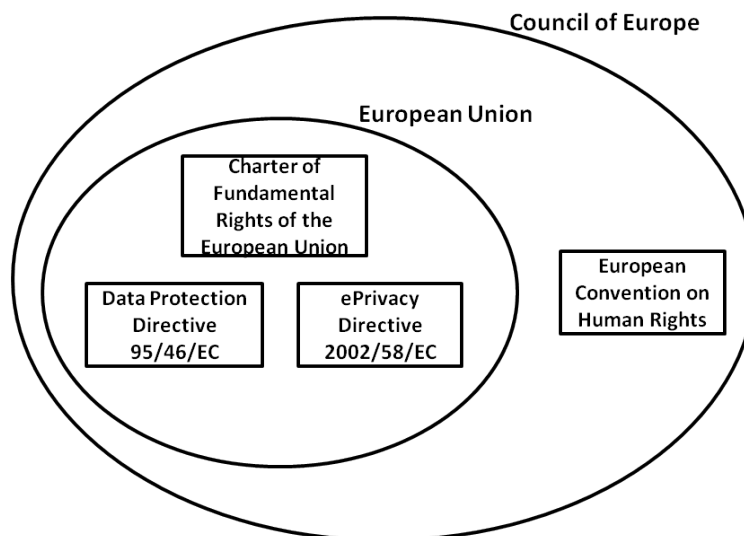 Council of Europe
European Union
Charter of
Fundamental
Rights of the
European Union
Data Protection
Directive
95/46/EC
ePrivacy
Directive
2002/58/EC
European
Convention on
Human Rights